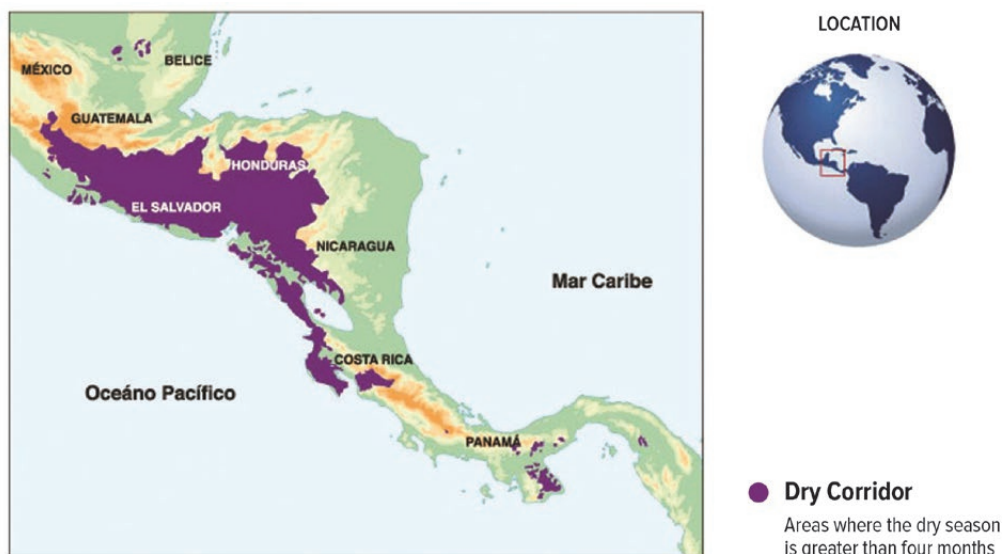 LOCATION
MÉXICO
BELICE
GUATEMALA
HONDURAS
EL SALVADOR
NICARAGUA
Mar Caribe
COSTA RICA
Océano Pacífico
PANAMÁ
Dry Corridor
Areas where the dry season
is greater than four months